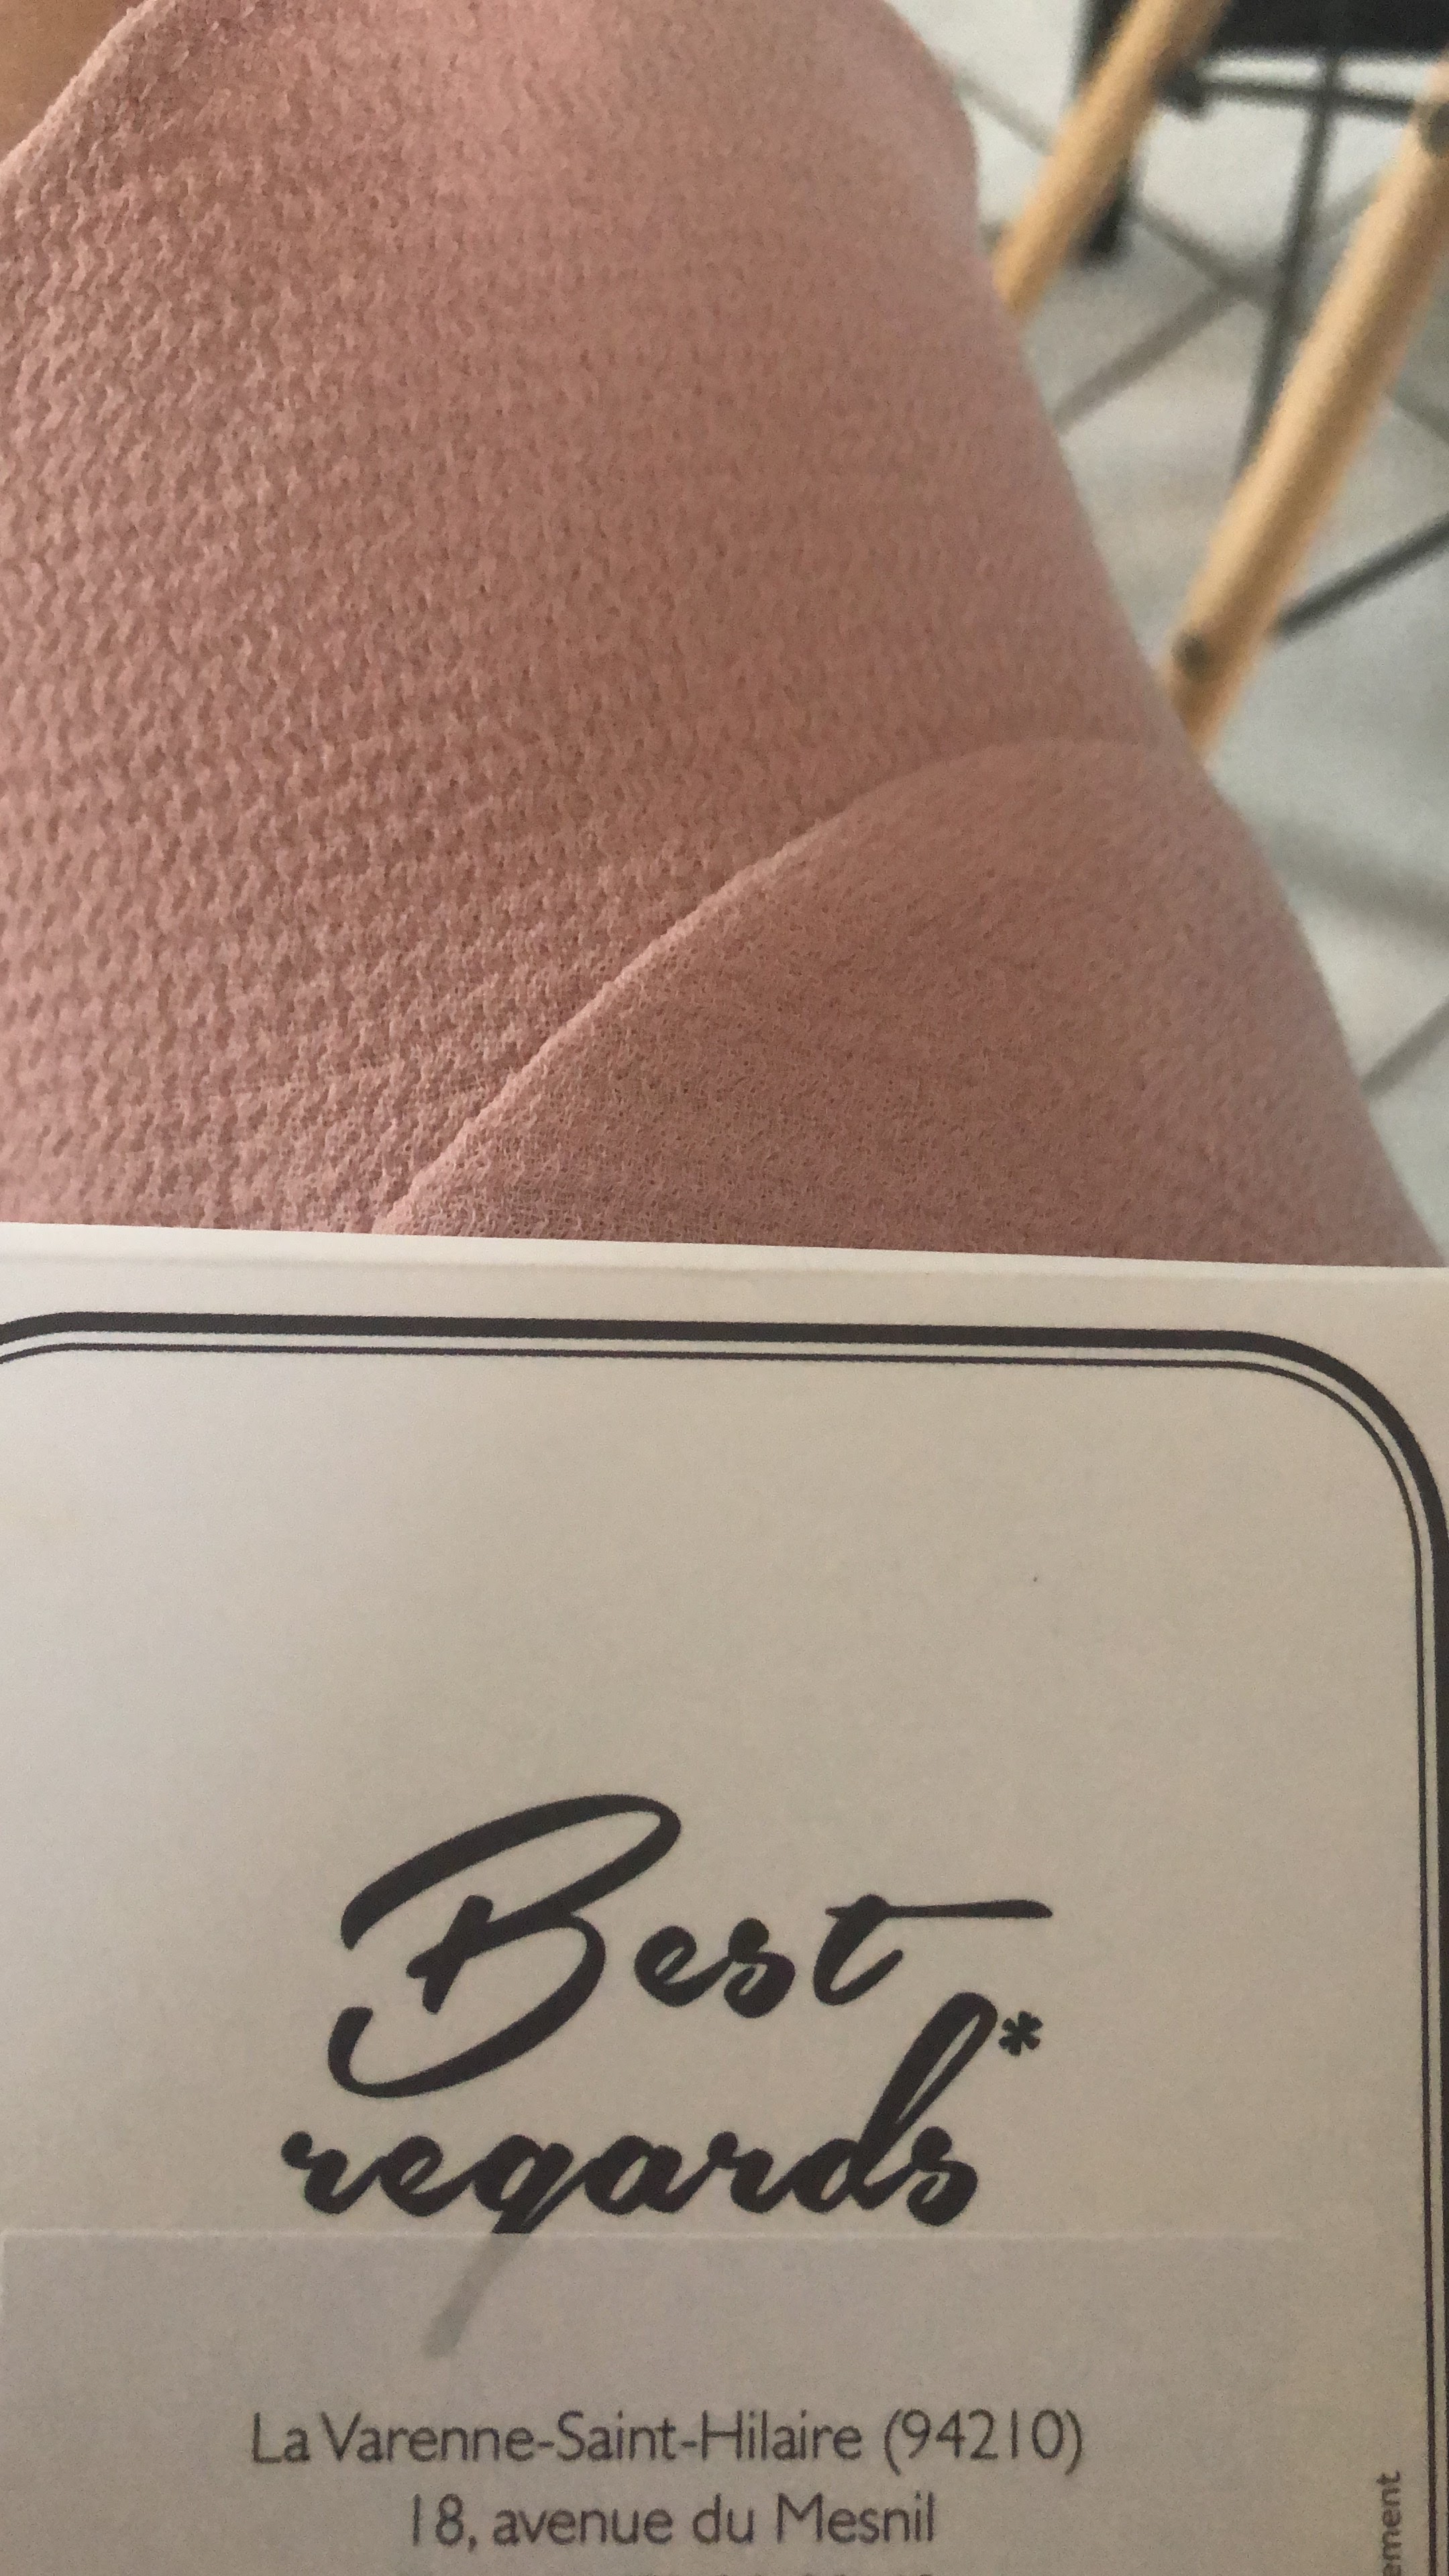 Best
regards*
La Varenne-Saint-Hilaire (94210)
18, avenue du Mesnil